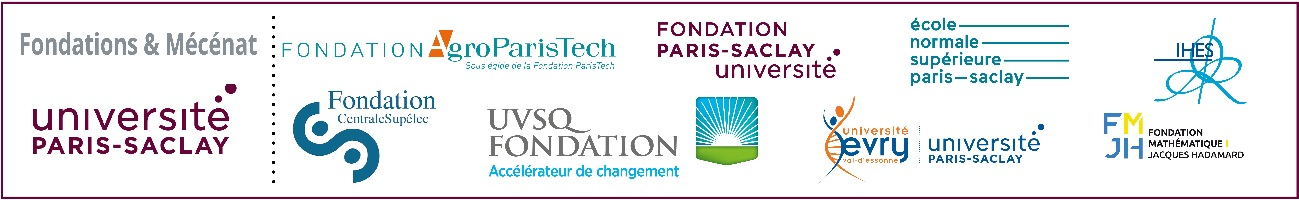 Fondations & Mécénat
université
PARIS-SACLAY
FONDATION AgroParisTech
Sous égide de la Fondation ParisTech
FONDATION
PARIS-SACLAY
université
école
normale
supérieure
paris-saclay
IHES
Fondation
CentraleSupélec
UVSQ
FONDATION
Accélérateur de changement
université
evry
val-d'essonne
université
PARIS-SACLAY
FM
JH
FONDATION
MATHÉMATIQUE
JACQUES HADAMARD